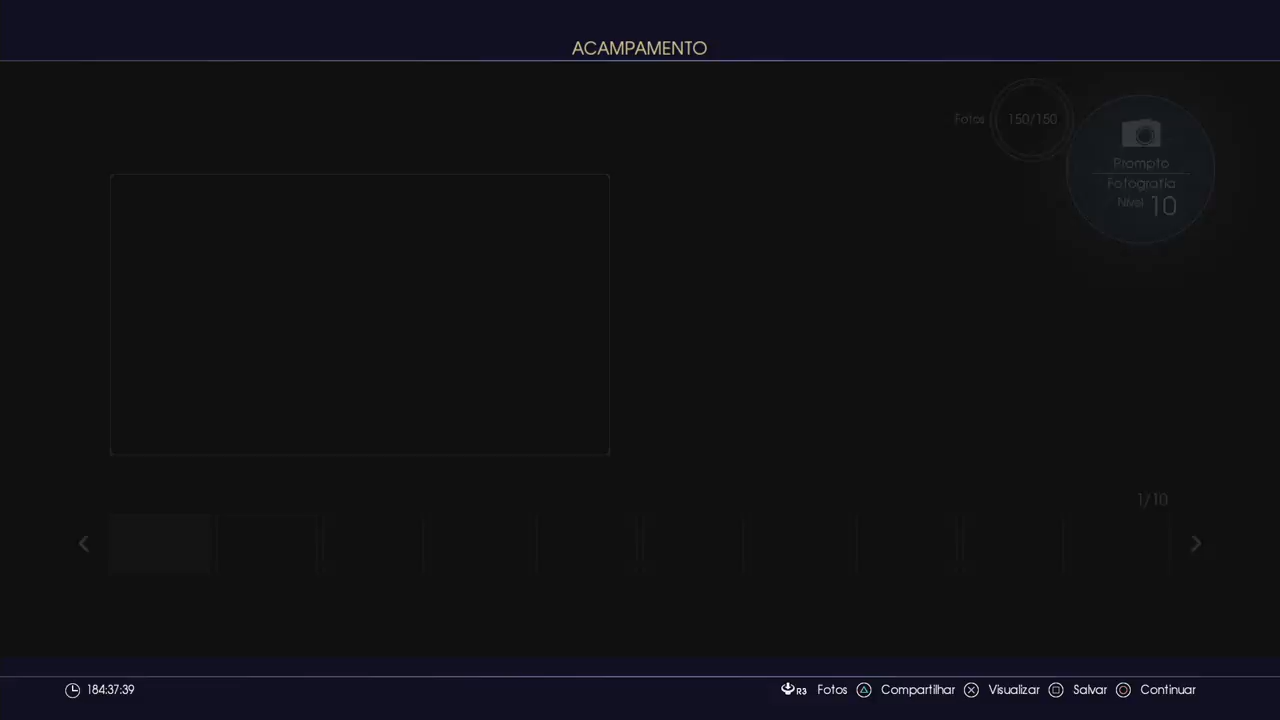 ACAMPAMENTO
Fotos 150/150
Prompto
Fotografia
Nível 10
1/10
184:37:39
R3 Fotos Compartilhar Visualizar Salvar Continuar